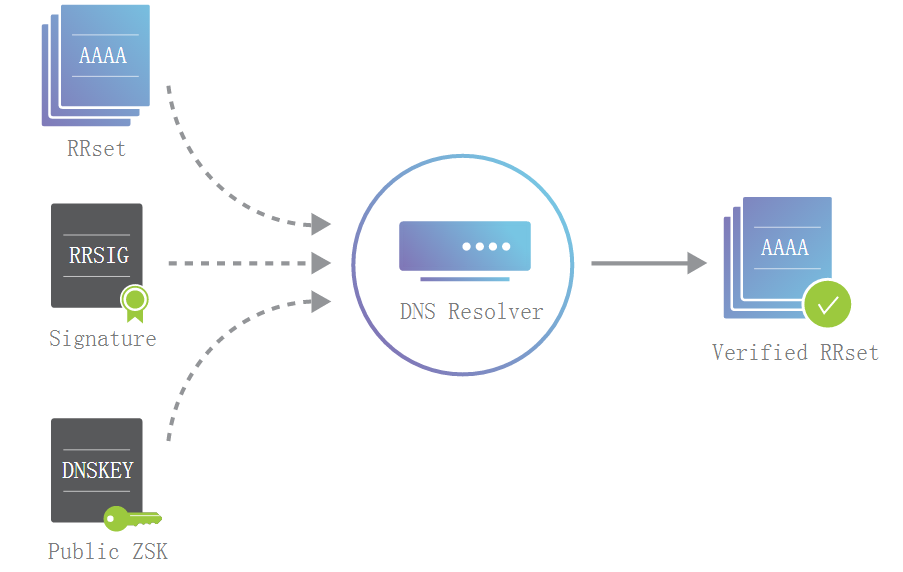 AAAA
RRset
RRSIG
Signature
DNSKEY
Public ZSK
DNS Resolver
AAAA
Verified RRset